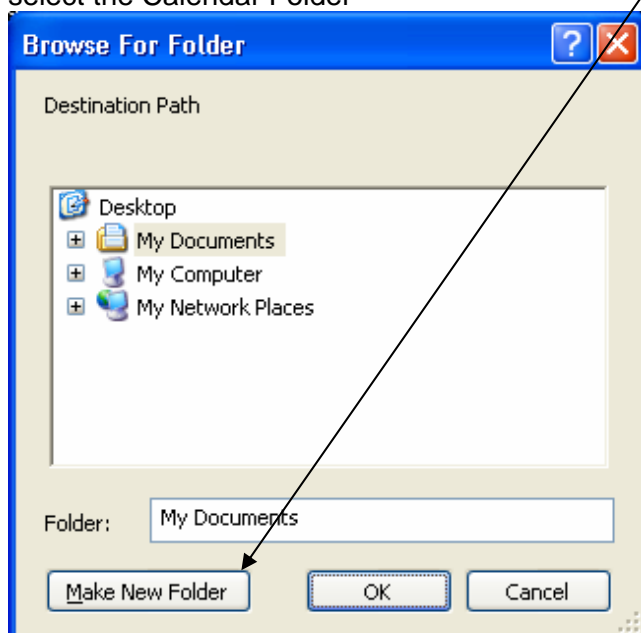 select the Calendar Folder
Browse For Folder
Destination Path
Desktop
My Documents
My Computer
My Network Places
Folder: My Documents
Make New Folder OK Cancel